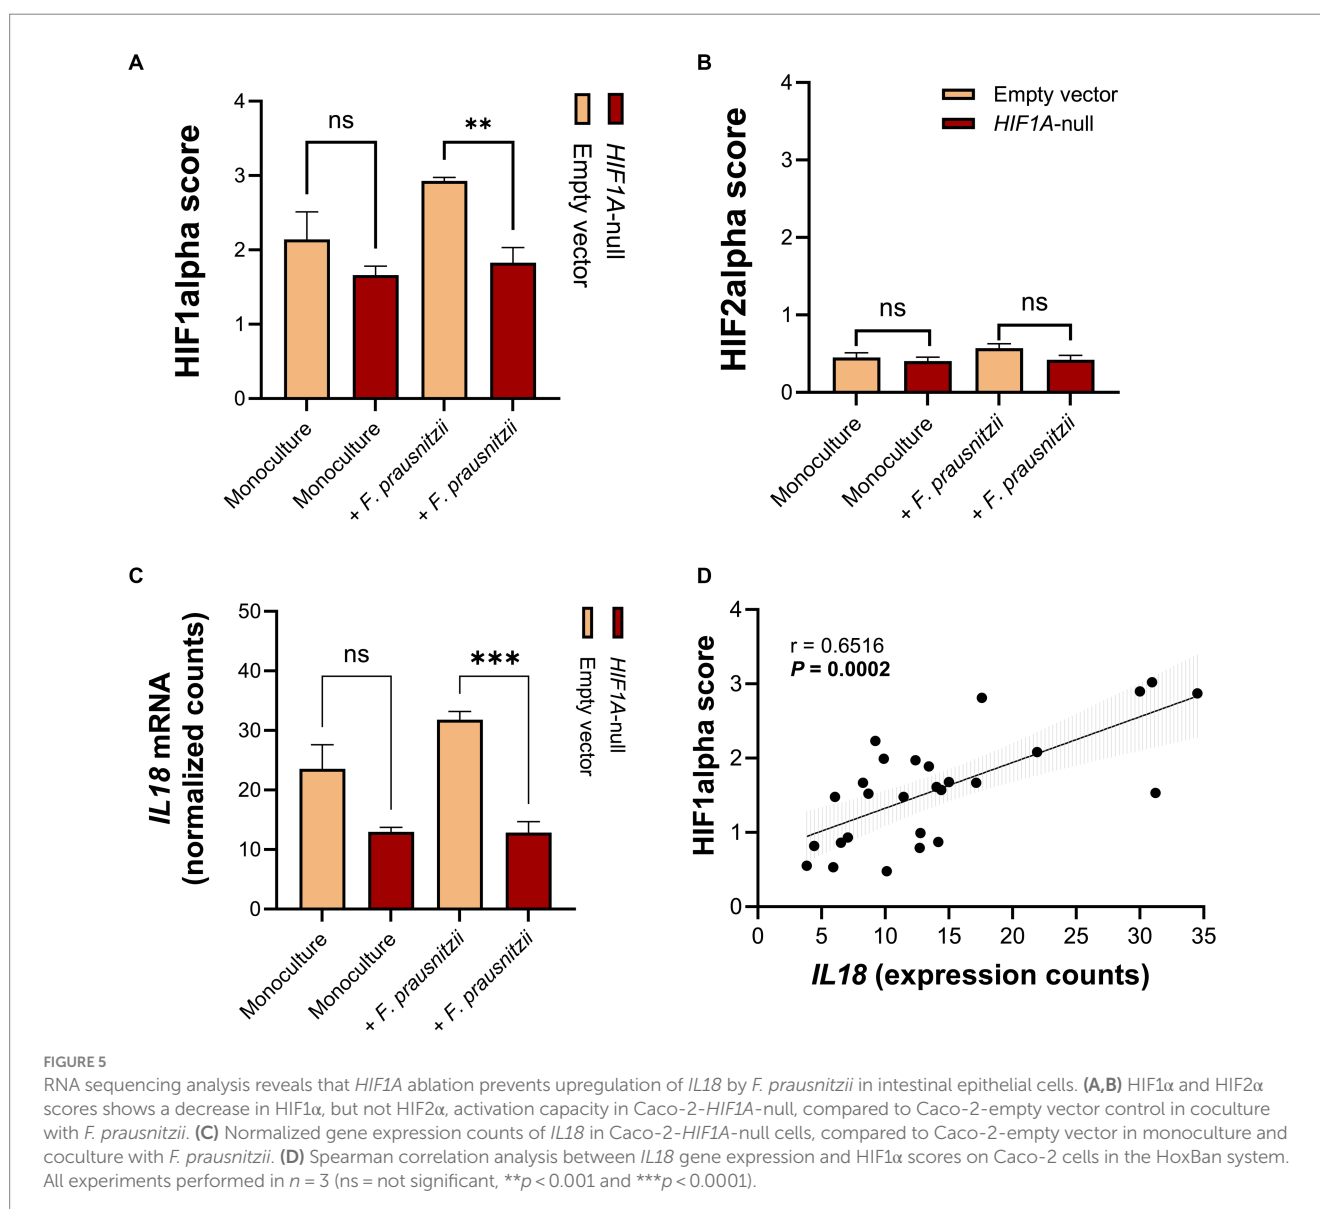 A
HIF1alpha score
4
3
2
1
0
ns
**
Empty vector
HIF1A-null
Monoculture
Monoculture
+ F. prausnitzii
+ F. prausnitzii
B
HIF2alpha score
4
3
2
1
0
Empty vector
HIF1A-null
ns
ns
Monoculture
Monoculture
+ F. prausnitzii
+ F. prausnitzii
C
IL18 mRNA
(normalized counts)
50
40
30
20
10
0
ns
***
Empty vector
HIF1A-null
Monoculture
Monoculture
+ F. prausnitzii
+ F. prausnitzii
D
HIF1alpha score
4
3
2
1
0
r = 0.6516
P = 0.0002
0 5 10 15 20 25 30 35
IL18 (expression counts)
FIGURE 5
RNA sequencing analysis reveals that HIF1A ablation prevents upregulation of IL18 by F. prausnitzii in intestinal epithelial cells. (A,B) HIF1α and HIF2α
scores shows a decrease in HIF1α, but not HIF2α, activation capacity in Caco-2-HIF1A-null, compared to Caco-2-empty vector control in coculture
with F. prausnitzii. (C) Normalized gene expression counts of IL18 in Caco-2-HIF1A-null cells, compared to Caco-2-empty vector in monoculture and
coculture with F. prausnitzii. (D) Spearman correlation analysis between IL18 gene expression and HIF1α scores on Caco-2 cells in the HoxBan system.
All experiments performed in n = 3 (ns = not significant, **p < 0.001 and ***p < 0.0001).